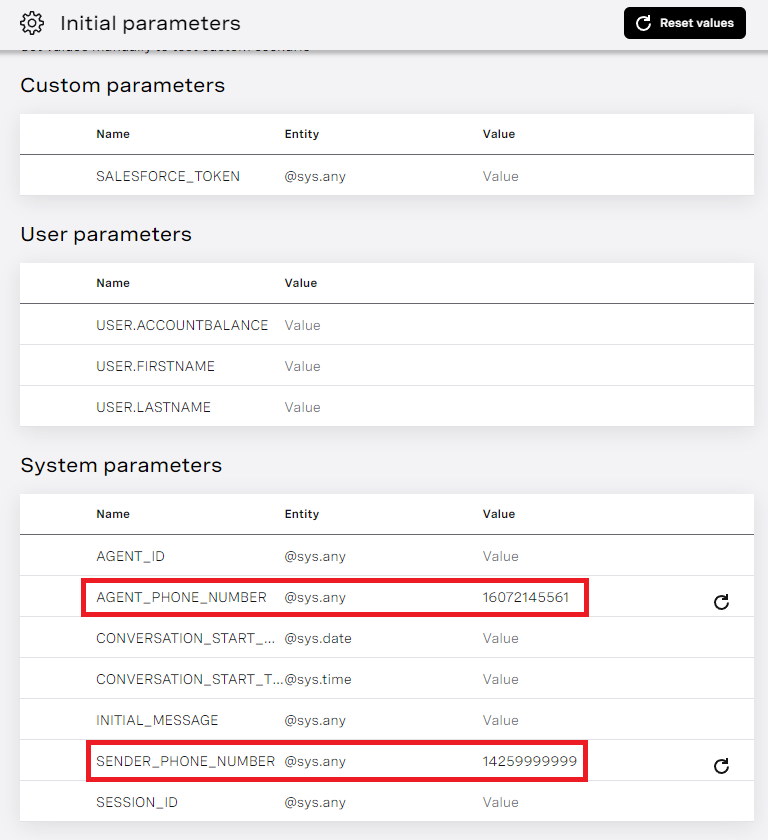 Initial parameters
Reset values
Custom parameters
Name Entity Value
SALESFORCE_TOKEN @sys.any Value
User parameters
Name Value
USER.ACCOUNTBALANCE Value
USER.FIRSTNAME Value
USER.LASTNAME Value
System parameters
Name Entity Value
AGENT_ID @sys.any Value
AGENT_PHONE_NUMBER @sys.any 16072145561
CONVERSATION_START_... @sys.date Value
CONVERSATION_START_T... @sys.time Value
INITIAL_MESSAGE @sys.any Value
SENDER_PHONE_NUMBER @sys.any 14259999999
SESSION_ID @sys.any Value